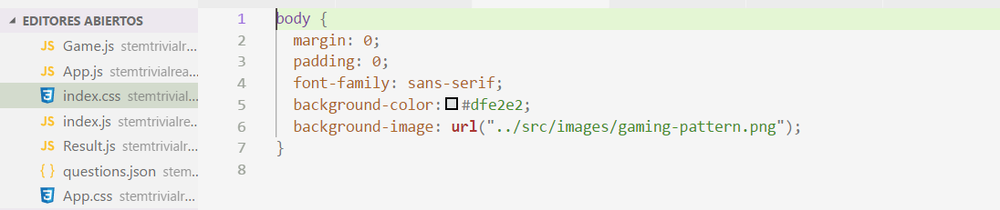 EDITORES ABIERTOS
JS Game.js stemtrivialr...
JS App.js stemtrivialrea...
index.css stemtrivial...
JS index.js stemtrivialre...
JS Result.js stemtrivialr...
{ } questions.json stem...
App.css stemtrivialrea...
1 body {
2 margin: 0;
3 padding: 0;
4 font-family: sans-serif;
5 background-color: #dfe2e2;
6 background-image: url("../src/images/gaming-pattern.png");
7 }
8